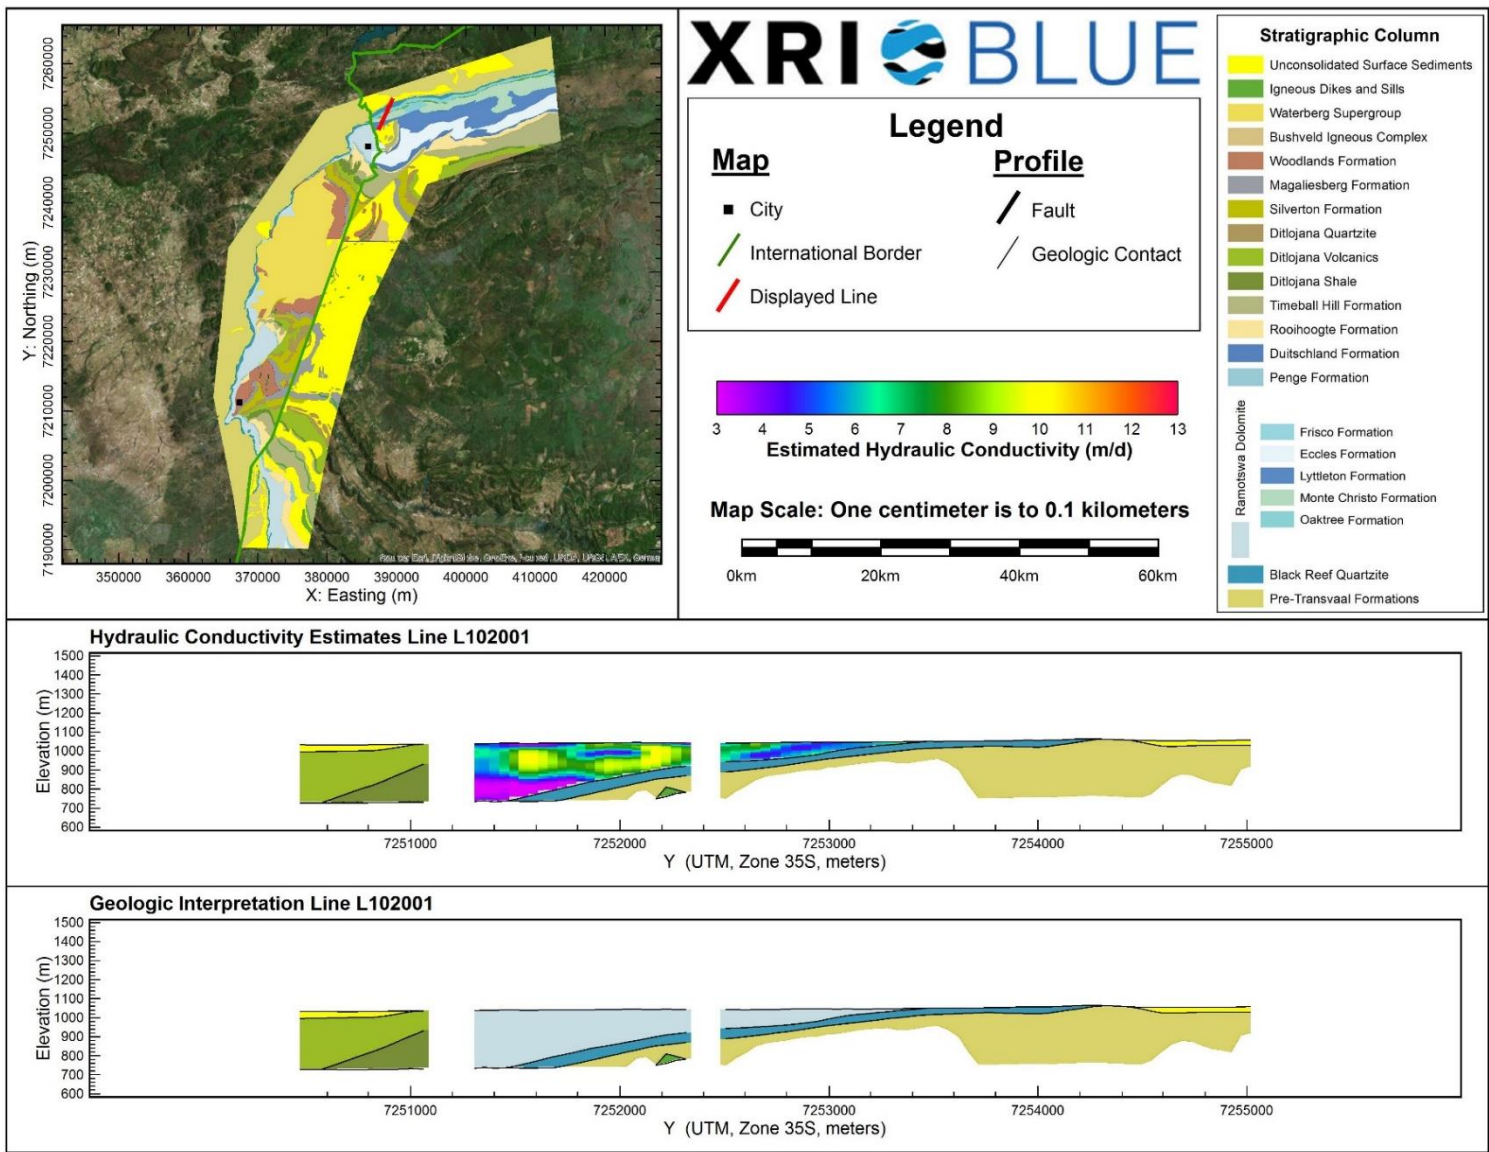 7260000
7250000
7240000
7230000
7220000
7210000
7200000
7190000
Y: Northing (m)
350000 360000 370000 380000 390000 400000 410000 420000
X: Easting (m)
XRI BLUE
Legend
Map
City
International Border
Displayed Line
Profile
Fault
Geologic Contact
3 4 5 6 7 8 9 10 11 12 13
Estimated Hydraulic Conductivity (m/d)
Map Scale: One centimeter is to 0.1 kilometers
0km 20km 40km 60km
Stratigraphic Column
Unconsolidated Surface Sediments
Igneous Dikes and Sills
Waterberg Supergroup
Bushveld Igneous Complex
Woodlands Formation
Magaliesberg Formation
Silverton Formation
Ditlojana Quartzite
Ditlojana Volcanics
Ditlojana Shale
Timeball Hill Formation
Rooihoogte Formation
Duitschland Formation
Penge Formation
Ramotswa Dolomite
Frisco Formation
Eccles Formation
Lyttleton Formation
Monte Christo Formation
Oaktree Formation
Black Reef Quartzite
Pre-Transvaal Formations
Hydraulic Conductivity Estimates Line L102001
1500
1400
1300
1200
1100
1000
900
800
700
600
Elevation (m)
7251000 7252000 7253000 7254000 7255000
Y (UTM, Zone 35S, meters)
Geologic Interpretation Line L102001
1500
1400
1300
1200
1100
1000
900
800
700
600
Elevation (m)
7251000 7252000 7253000 7254000 7255000
Y (UTM, Zone 35S, meters)